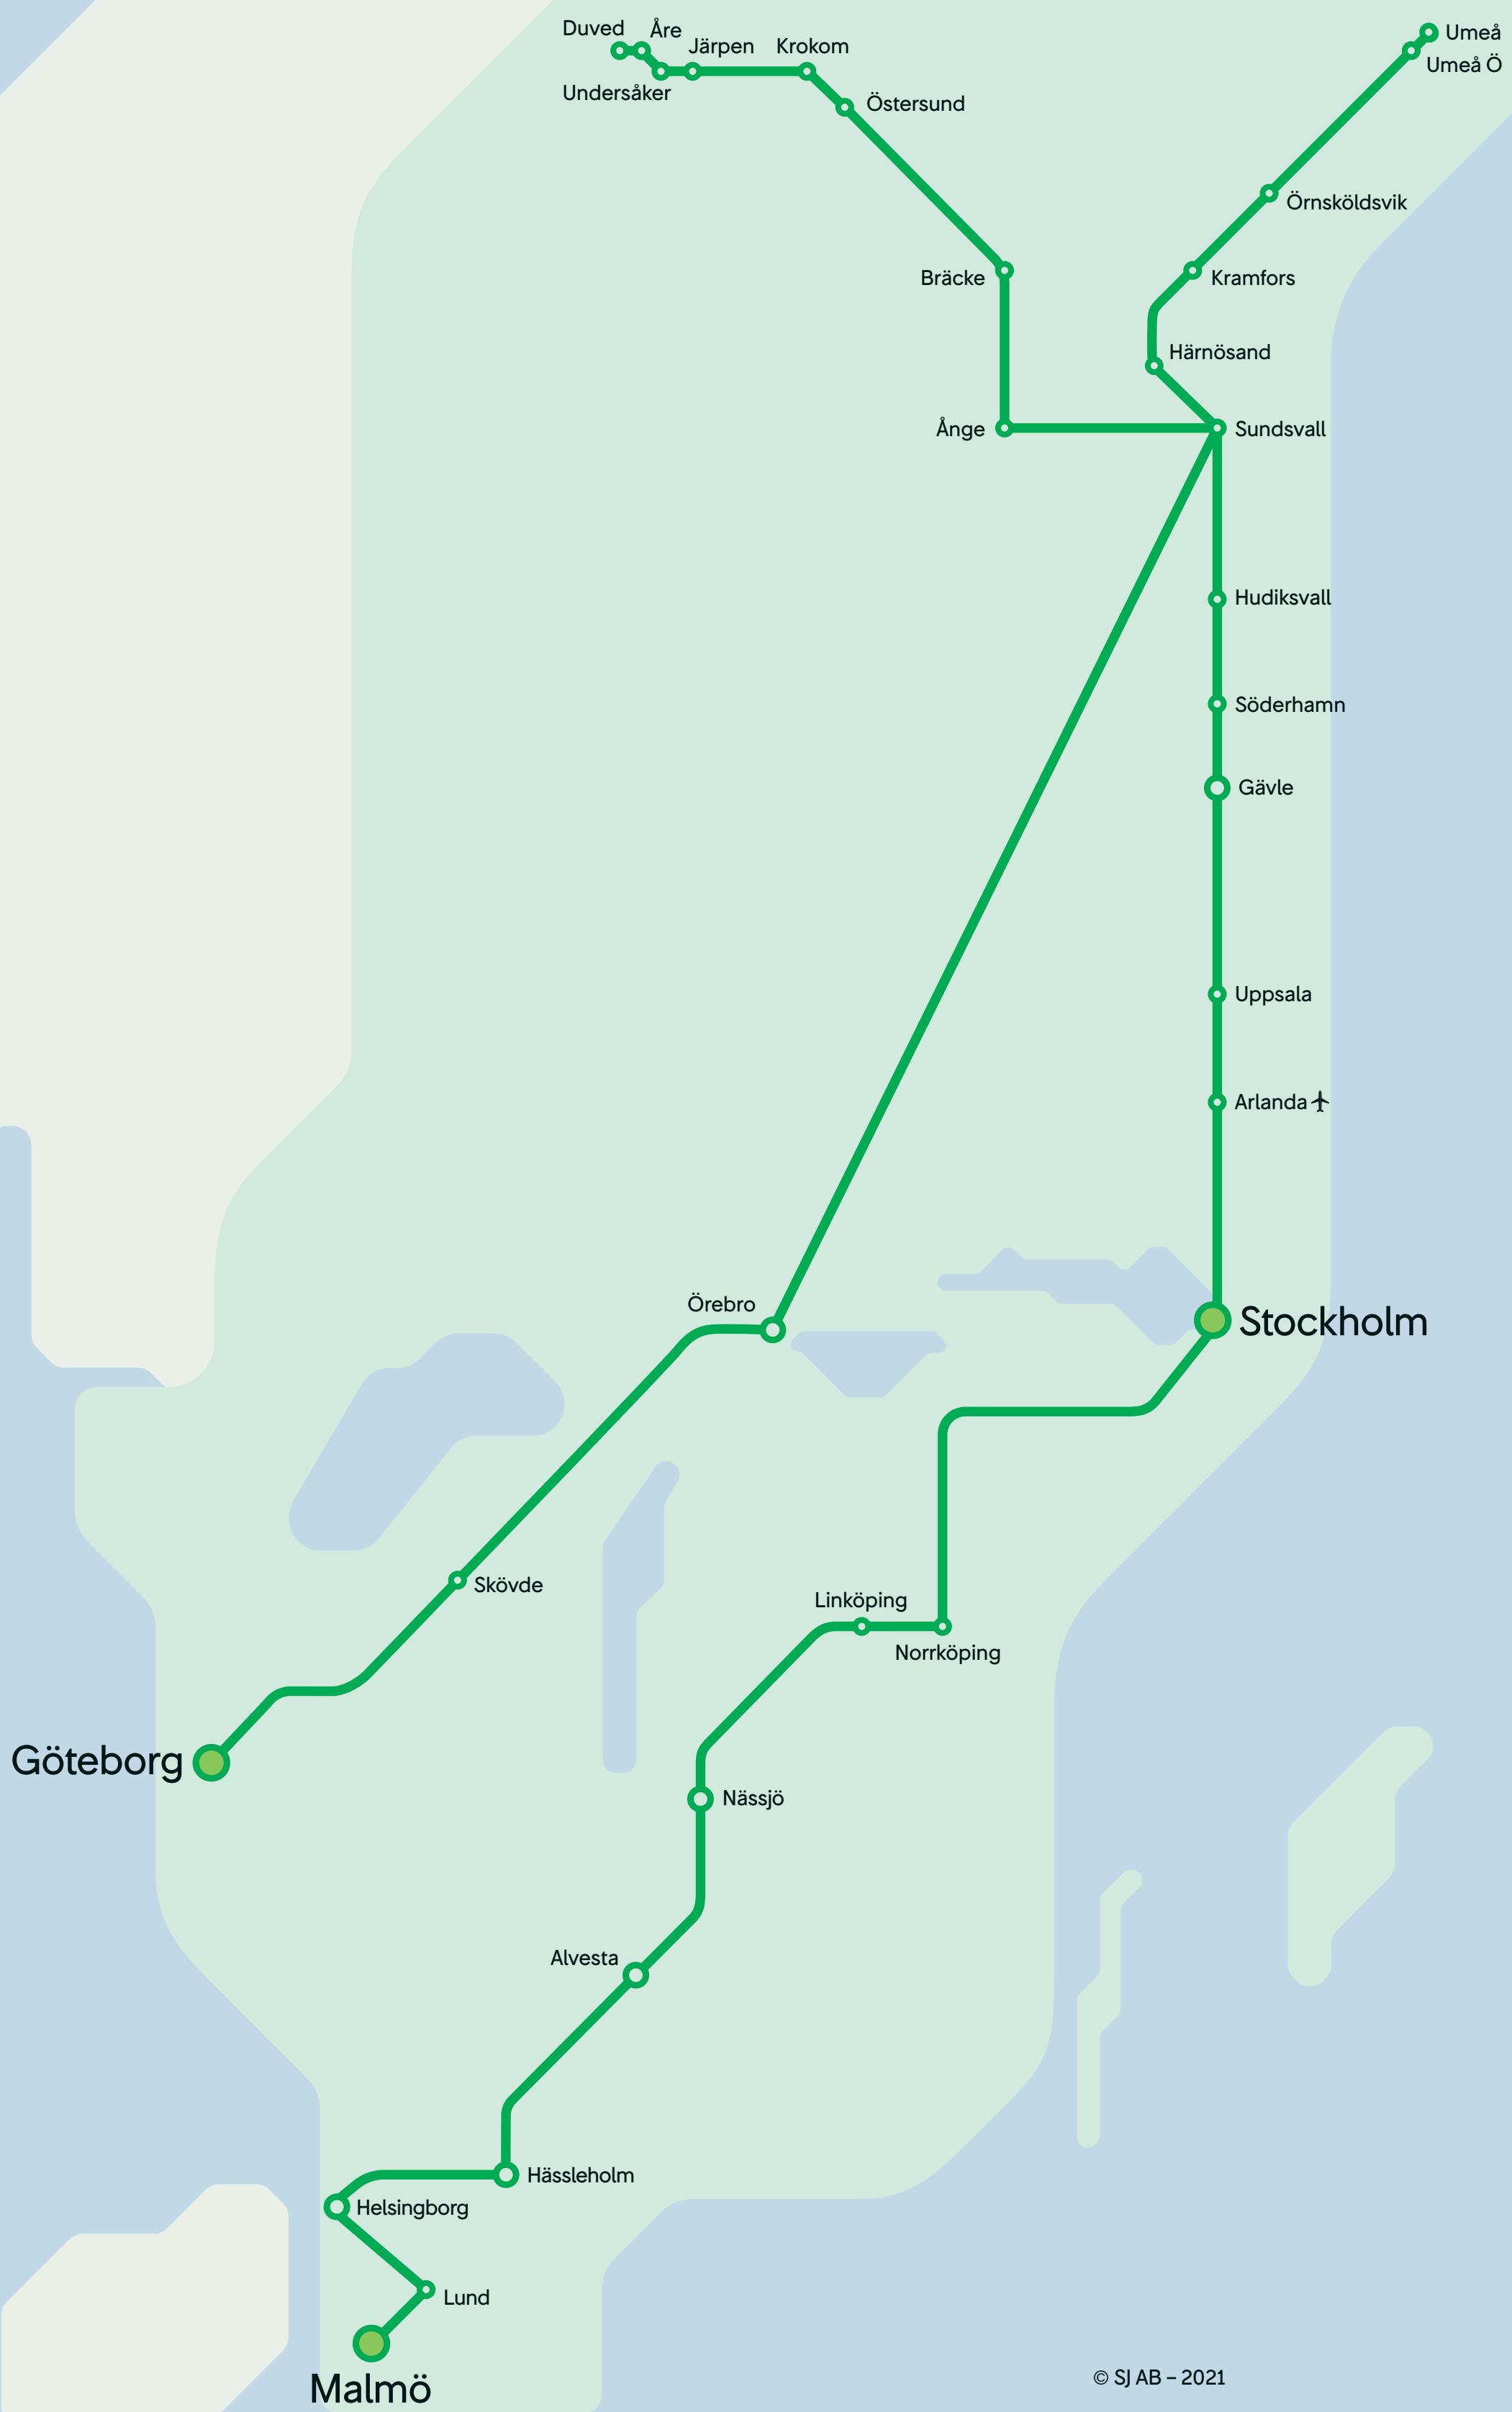 Duved
Åre
Umeå
Järpen
Krokom
Umeå Ö
Undersåker
Östersund
Örnsköldsvik
Bräcke
Kramfors
Härnösand
Ånge
Sundsvall
Hudiksvall
Söderhamn
Gävle
Uppsala
Arlanda
Örebro
Stockholm
Skövde
Linköping
Norrköping
Göteborg
Nässjö
Alvesta
Hässleholm
Helsingborg
Lund
Malmö
© SJ AB – 2021